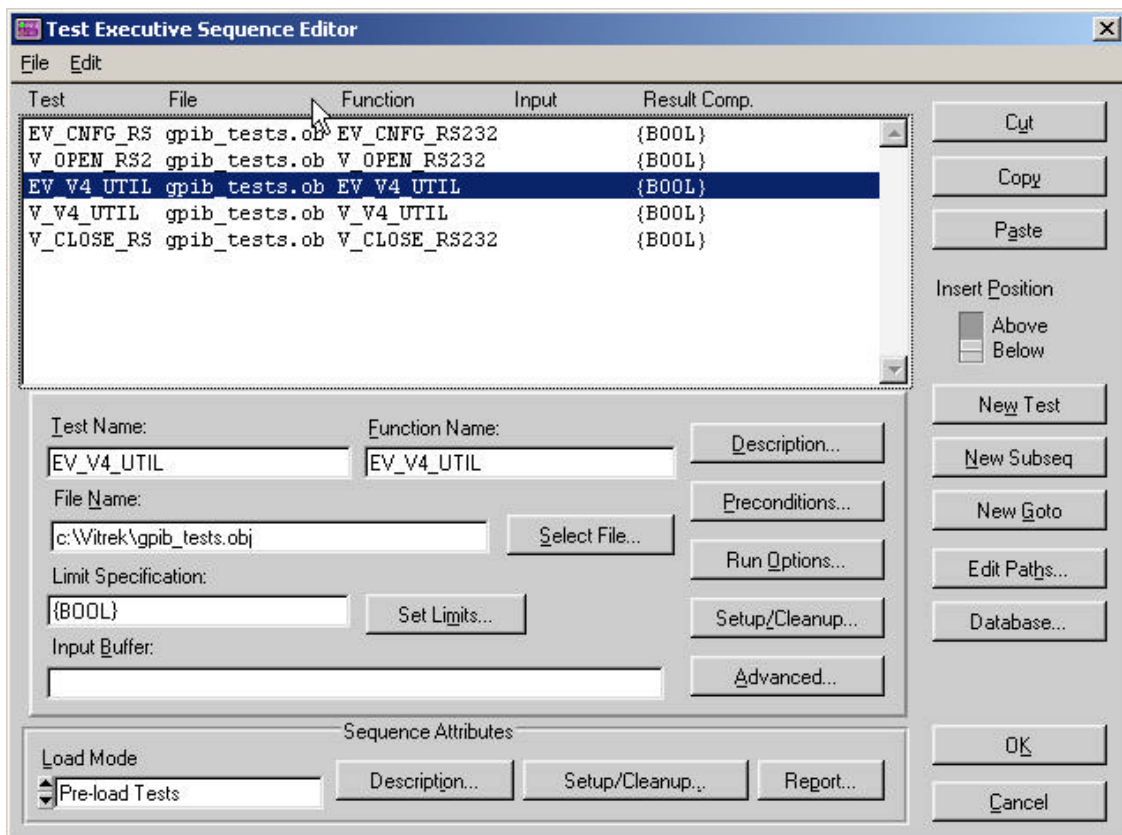 Test Executive Sequence Editor
File Edit
Test File Function Input Result Comp.
EV_CNFG_RS gpib_tests.ob EV_CNFG_RS232 {BOOL}
V_OPEN_RS2 gpib_tests.ob V_OPEN_RS232 {BOOL}
EV_V4_UTIL gpib_tests.ob EV_V4_UTIL {BOOL}
V_V4_UTIL gpib_tests.ob V_V4_UTIL {BOOL}
V_CLOSE_RS gpib_tests.ob V_CLOSE_RS232 {BOOL}
Cut
Copy
Paste
Insert Position
Above
Below
New Test
New Subseq
New Goto
Edit Paths...
Database...
Test Name:
EV_V4_UTIL
Function Name:
EV_V4_UTIL
File Name:
c:\Vitrek\gpib_tests.obj
Select File...
Limit Specification:
{BOOL}
Set Limits...
Input Buffer:
Description...
Preconditions...
Run Options...
Setup/Cleanup...
Advanced...
Sequence Attributes
Load Mode
Pre-load Tests
Description...
Setup/Cleanup...
Report...
OK
Cancel